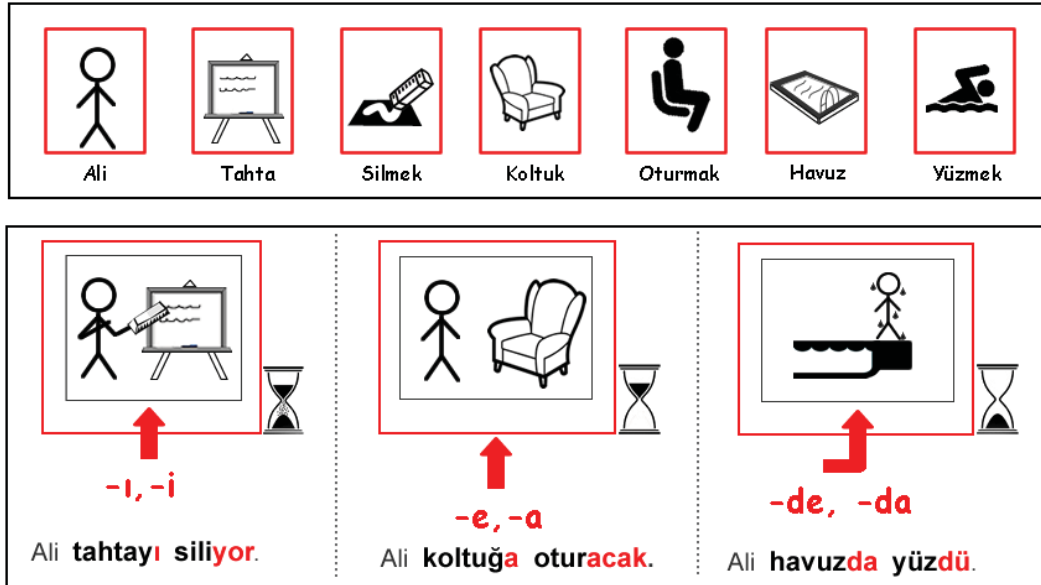 Ali Tahta Silmek Koltuk Oturmak Havuz Yüzmek
-ı, -i
-e, -a
-de, -da
Ali tahtayı siliyor.
Ali koltuğa oturacak.
Ali havuzda yüzdü.